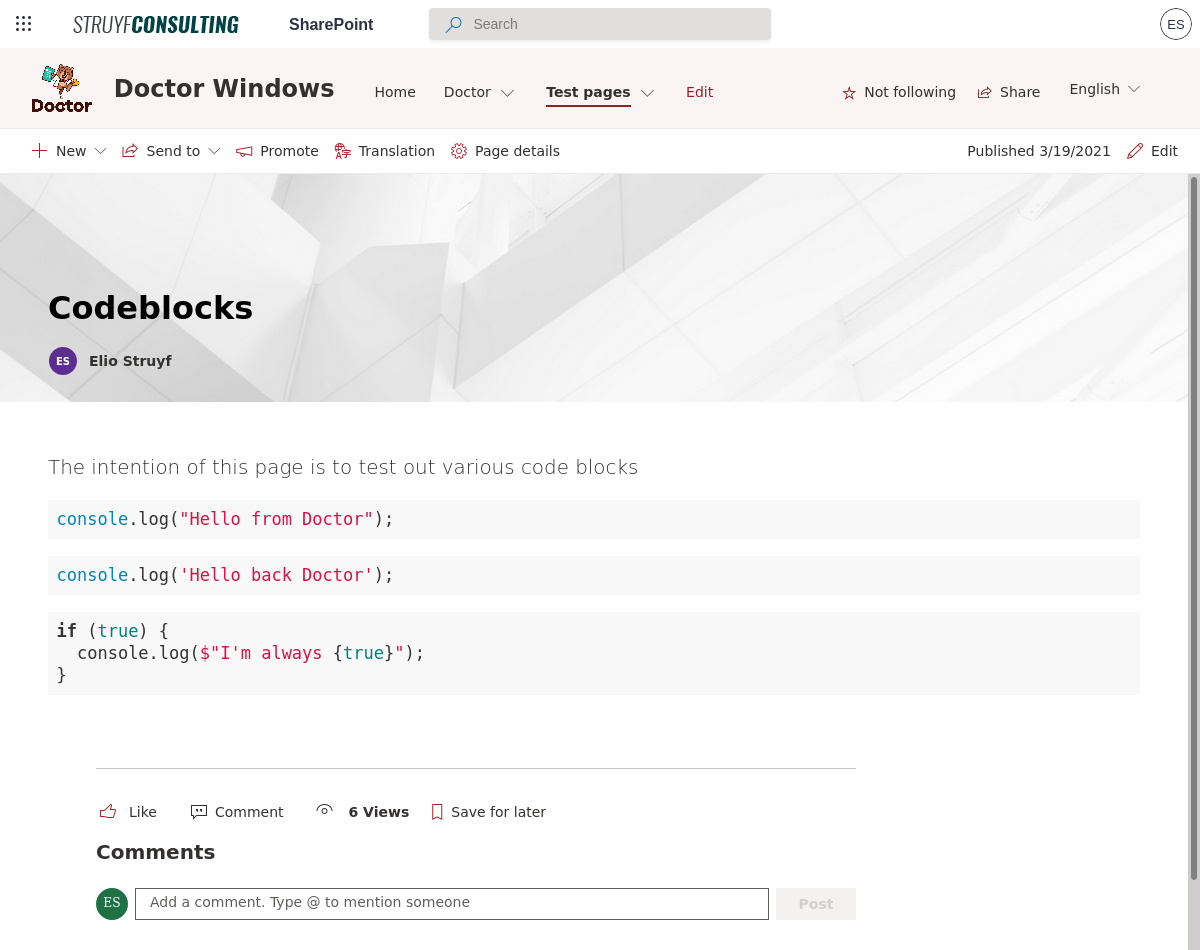 STRUYFCONSULTING SharePoint Search ES
Doctor Doctor Windows Home Doctor Test pages Edit Not following Share English
New Send to Promote Translation Page details Published 3/19/2021 Edit
Codeblocks
ES Elio Struyf
The intention of this page is to test out various code blocks
console.log("Hello from Doctor");
console.log('Hello back Doctor');
if (true) {
  console.log($"I'm always {true}");
}
Like Comment 6 Views Save for later
Comments
ES Add a comment. Type @ to mention someone Post